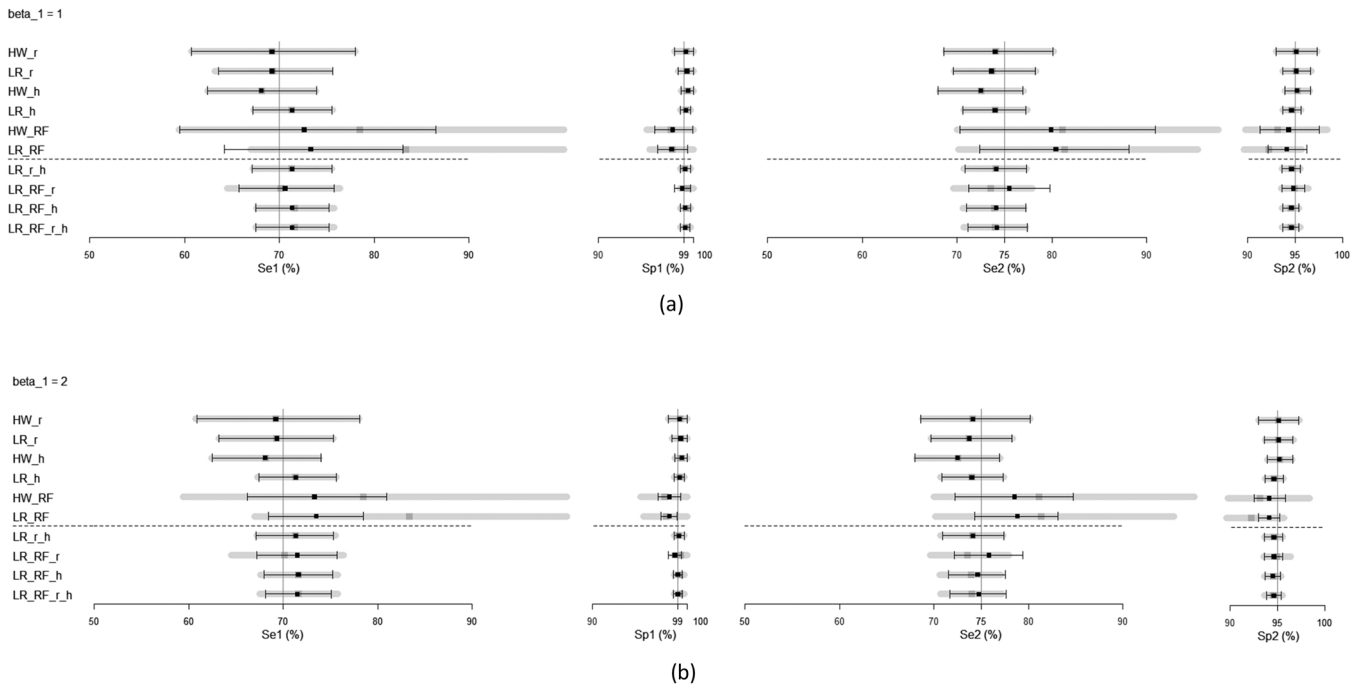 beta_1 = 1
HW_r
LR_r
HW_h
LR_h
HW_RF
LR_RF
LR_r_h
LR_RF_r
LR_RF_h
LR_RF_r_h
50 60 70 80 90 90 99 100 50 60 70 75 80 90 90 95 100
Se1 (%) Sp1 (%) Se2 (%) Sp2 (%)
(a)
beta_1 = 2
HW_r
LR_r
HW_h
LR_h
HW_RF
LR_RF
LR_r_h
LR_RF_r
LR_RF_h
LR_RF_r_h
50 60 70 80 90 90 99 100 50 60 70 75 80 90 90 95 100
Se1 (%) Sp1 (%) Se2 (%) Sp2 (%)
(b)